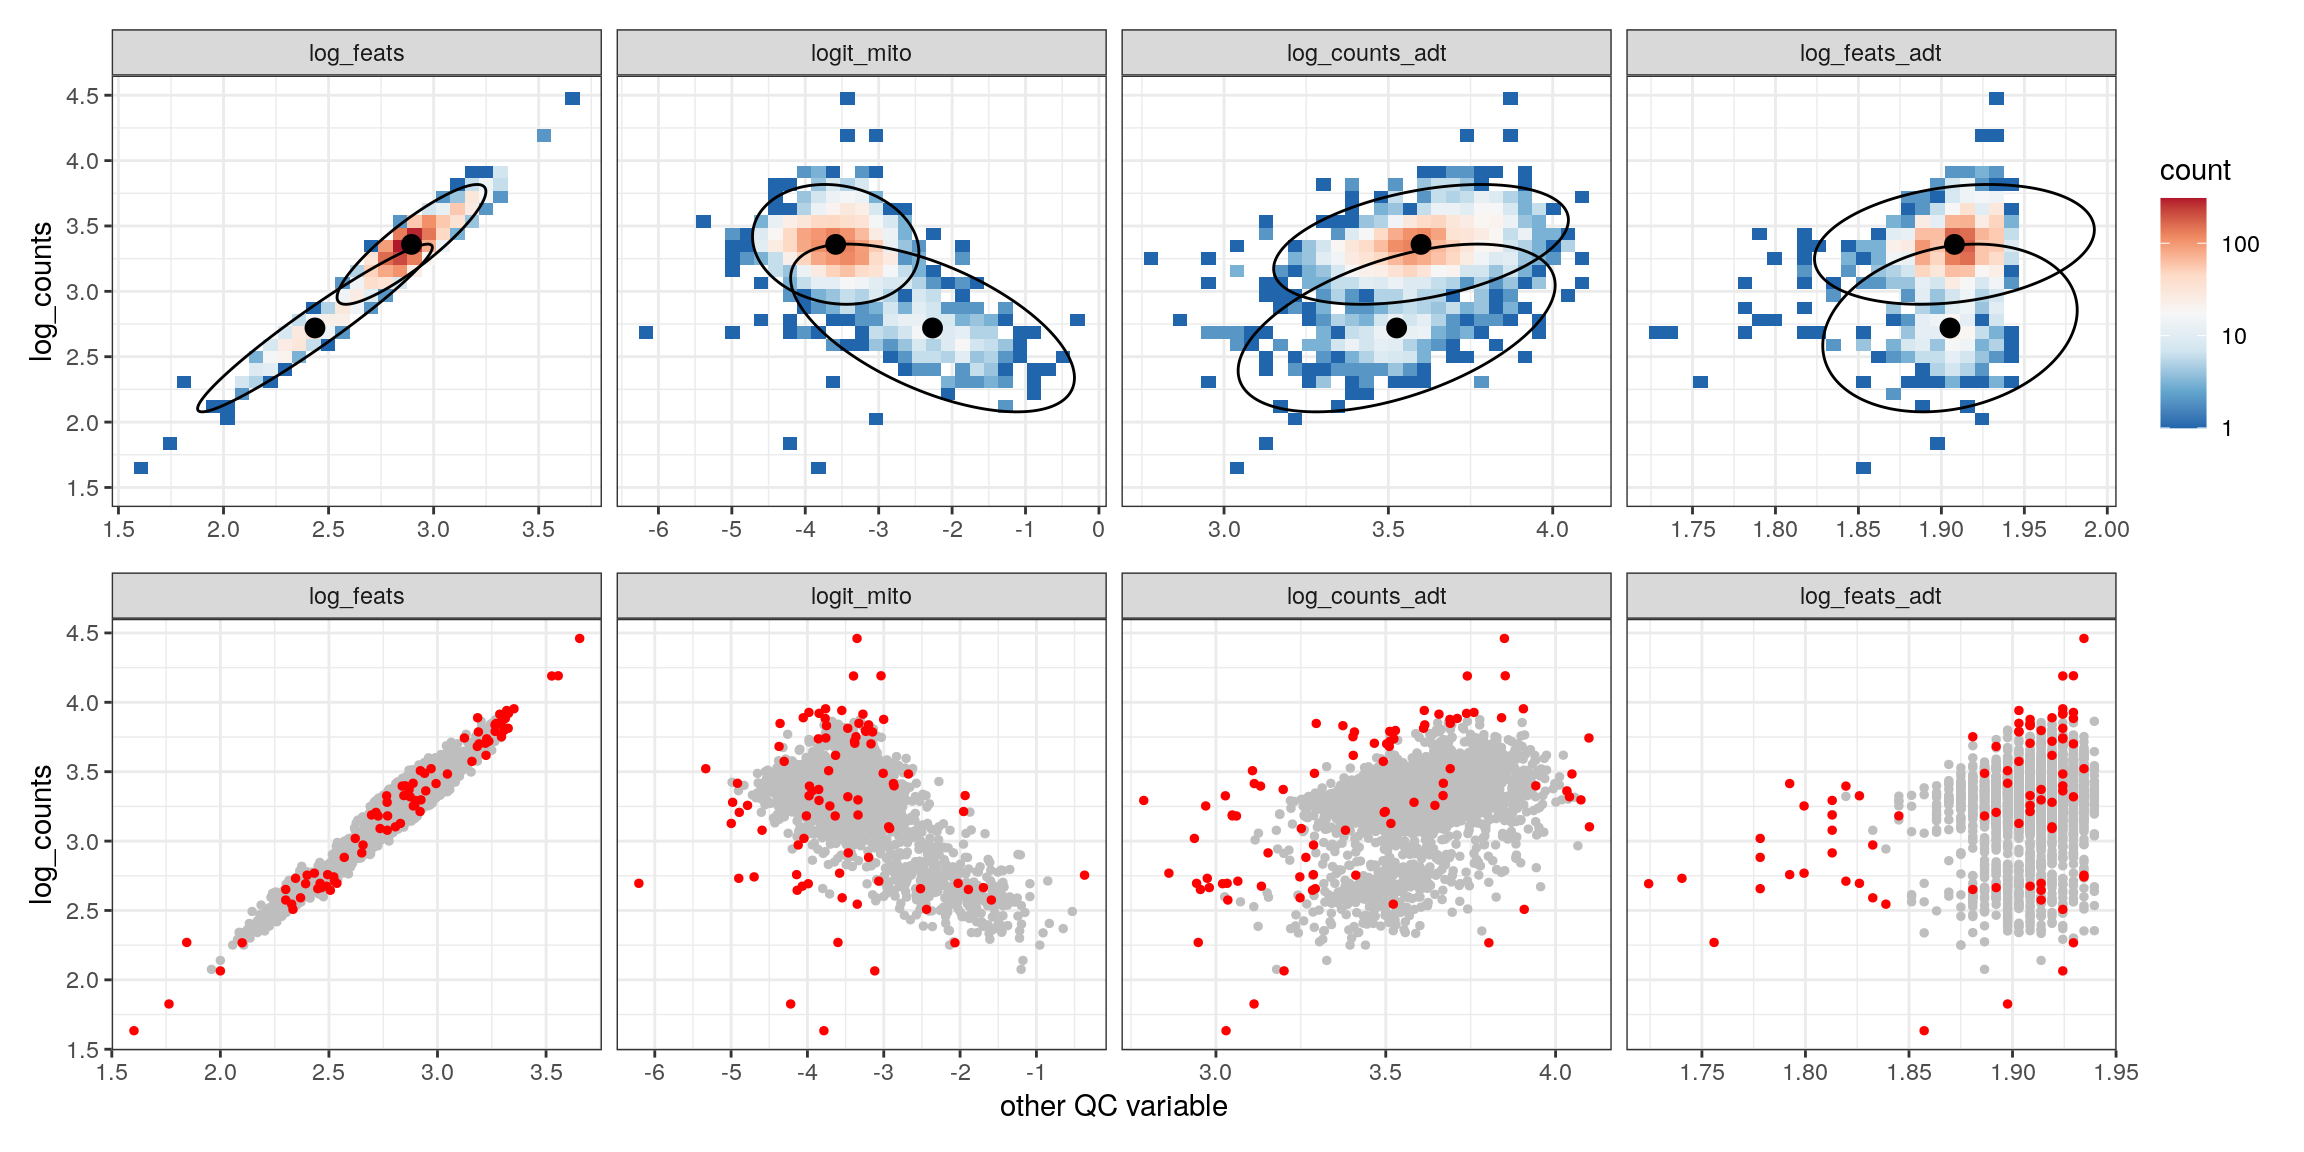 log_feats logit_mito log_counts_adt log_feats_adt
4.5
4.0
3.5
3.0
2.5
2.0
1.5
log_counts
1.5 2.0 2.5 3.0 3.5 -6 -5 -4 -3 -2 -1 0 3.0 3.5 4.0 1.75 1.80 1.85 1.90 1.95 2.00
count
100
10
1
log_feats logit_mito log_counts_adt log_feats_adt
4.5
4.0
3.5
3.0
2.5
2.0
1.5
log_counts
1.5 2.0 2.5 3.0 3.5 -6 -5 -4 -3 -2 -1 3.0 3.5 4.0 1.75 1.80 1.85 1.90 1.95
other QC variable